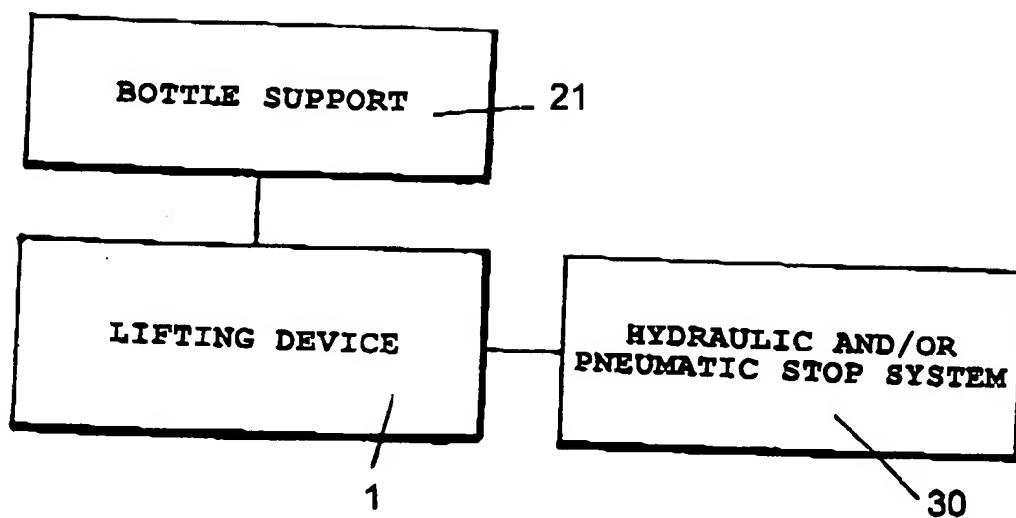 BOTTLE SUPPORT
21
LIFTING DEVICE
HYDRAULIC AND/OR
PNEUMATIC STOP SYSTEM
1
30